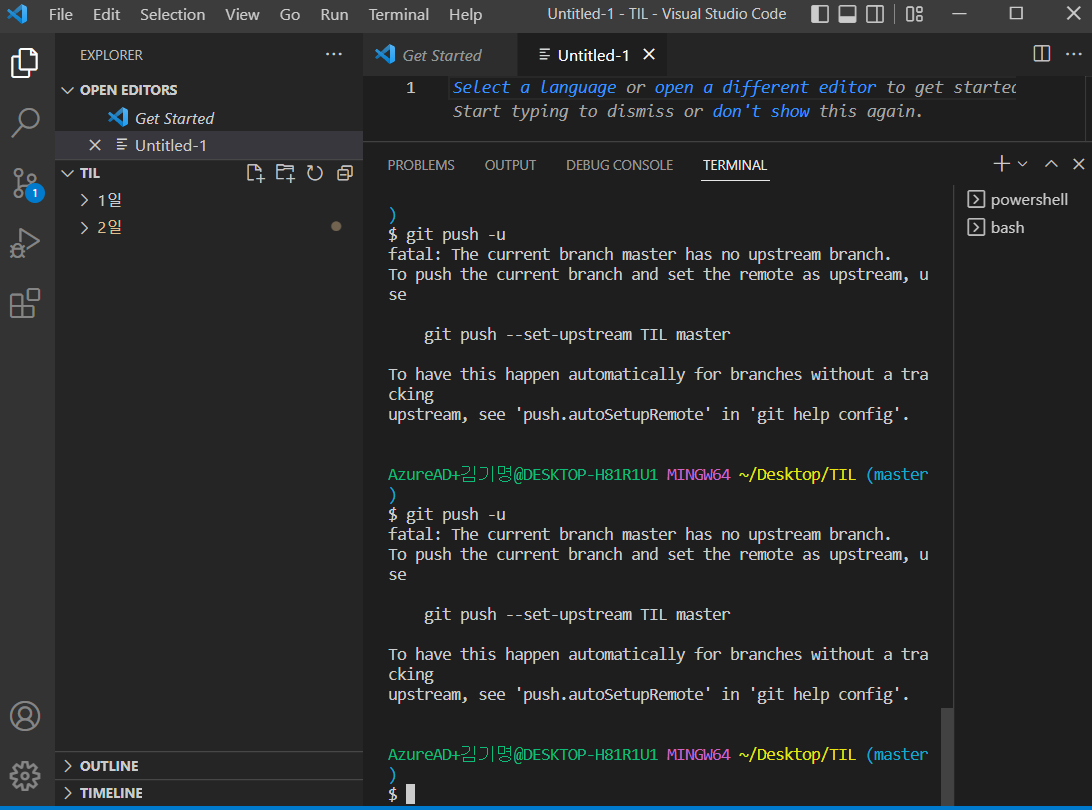 File Edit Selection View Go Run Terminal Help Untitled-1 - TIL - Visual Studio Code
EXPLORER
OPEN EDITORS
Get Started
Untitled-1
TIL
1일
2일
OUTLINE
TIMELINE
1
Get Started Untitled-1
1 Select a language or open a different editor to get started
Start typing to dismiss or don't show this again.
PROBLEMS OUTPUT DEBUG CONSOLE TERMINAL
)
$ git push -u
fatal: The current branch master has no upstream branch.
To push the current branch and set the remote as upstream, u
se
git push --set-upstream TIL master
To have this happen automatically for branches without a tra
cking
upstream, see 'push.autoSetupRemote' in 'git help config'.
AzureAD+김기명@DESKTOP-H81R1U1 MINGW64 ~/Desktop/TIL (master
)
$ git push -u
fatal: The current branch master has no upstream branch.
To push the current branch and set the remote as upstream, u
se
git push --set-upstream TIL master
To have this happen automatically for branches without a tra
cking
upstream, see 'push.autoSetupRemote' in 'git help config'.
AzureAD+김기명@DESKTOP-H81R1U1 MINGW64 ~/Desktop/TIL (master
)
$
powershell
bash